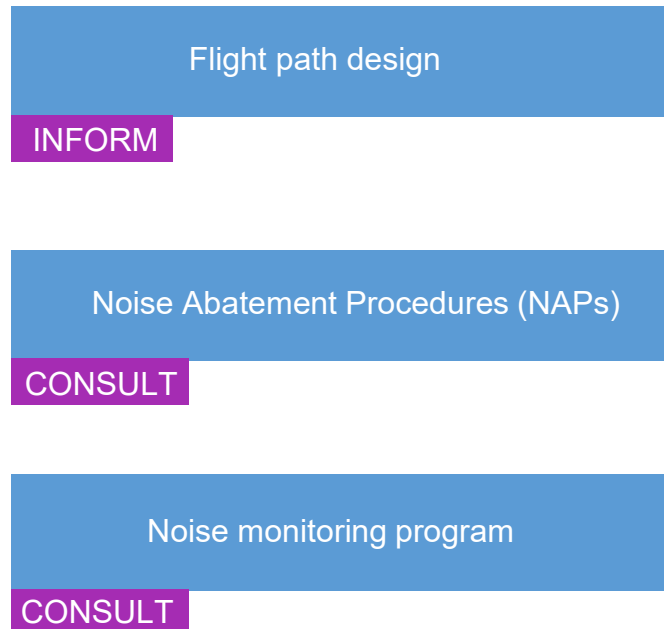 Flight path design
INFORM
Noise Abatement Procedures (NAPs)
CONSULT
Noise monitoring program
CONSULT